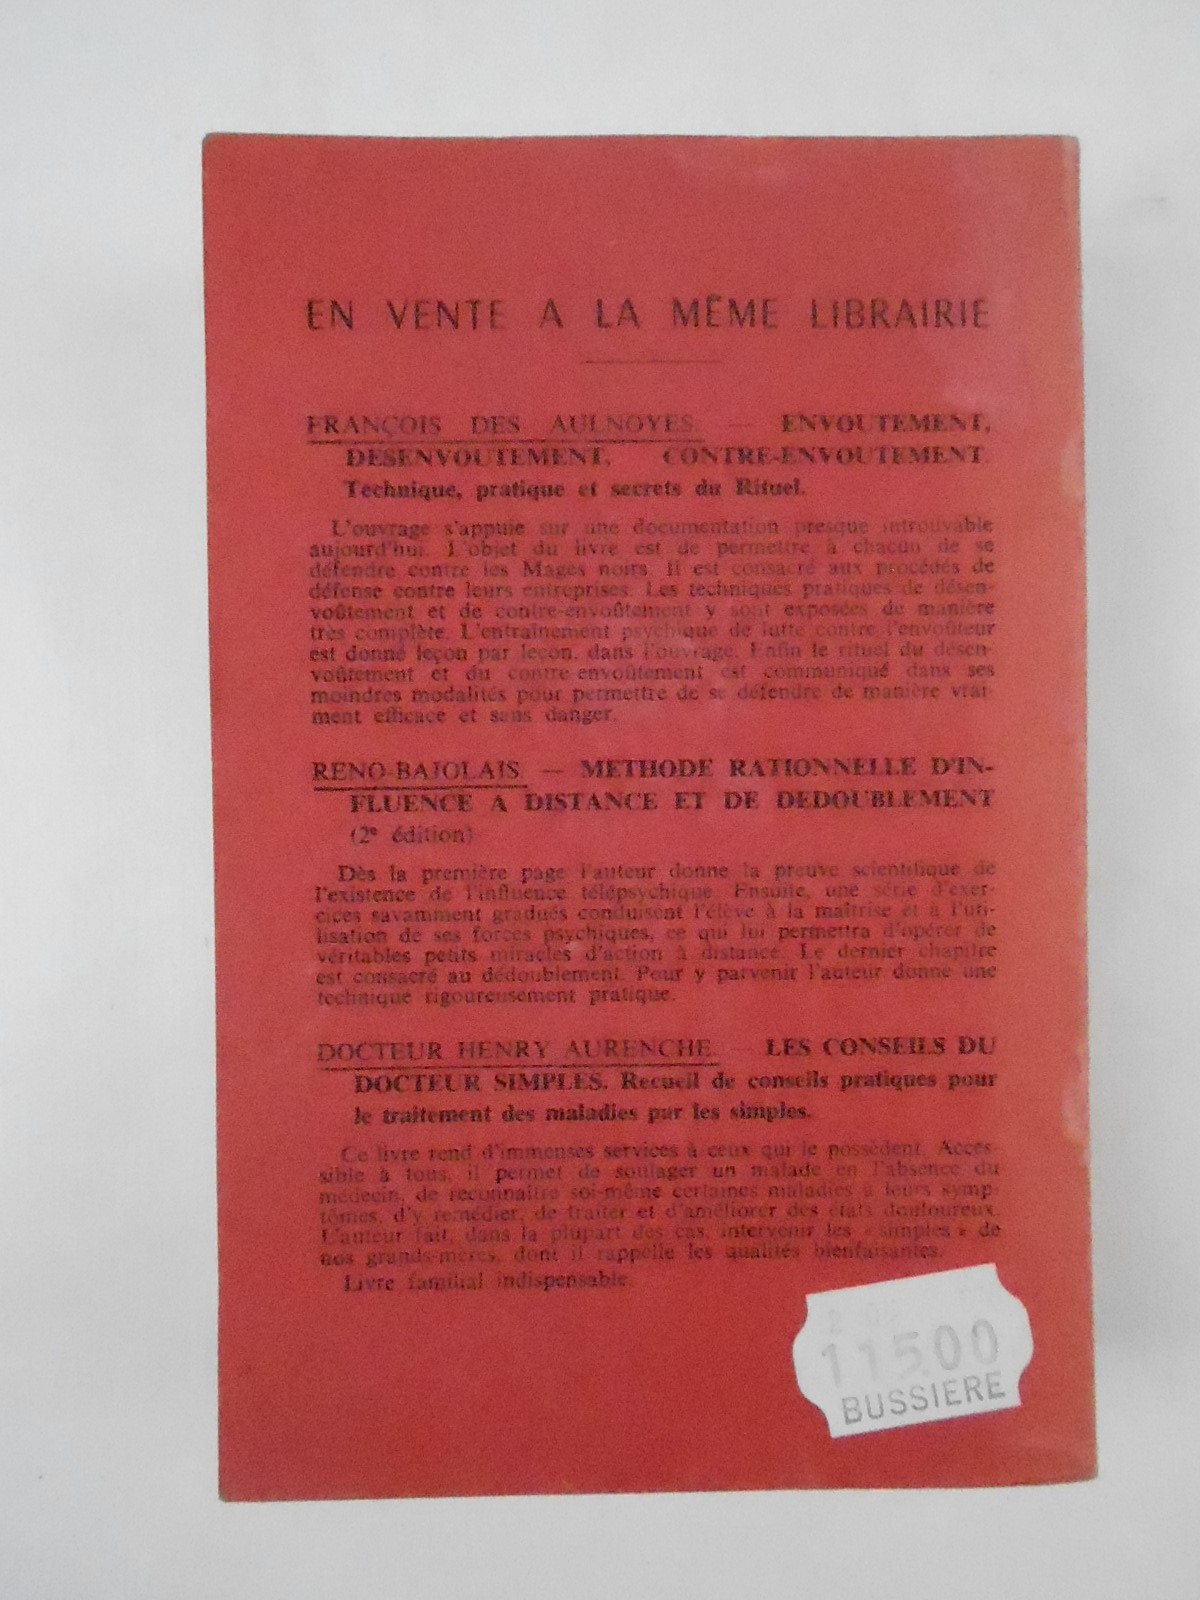 EN VENTE A LA MÊME LIBRAIRIE
FRANÇOIS DES AULNOYES. — ENVOUTEMENT,
DESENVOUTEMENT, CONTRE-ENVOUTEMENT.
Technique, pratique et secrets du Rituel.
L'ouvrage s'appuie sur une documentation presque introuvable
aujourd'hui. L'objet du livre est de permettre à chacun de se
défendre contre les Mages noirs. Il est consacré aux procédés de
défense contre leurs entreprises. Les techniques pratiques de désen-
voûtement et de contre-envoûtement y sont exposées de manière
très complète. L'entraînement psychique de lutte contre l'envoûteur
est donné leçon par leçon, dans l'ouvrage. Enfin le rituel du désen-
voûtement et du contre-envoûtement est communiqué dans ses
moindres modalités pour permettre de se défendre de manière vrai-
ment efficace et sans danger.
RENO-BAJOLAIS. — METHODE RATIONNELLE D'IN-
FLUENCE A DISTANCE ET DE DEDOUBLEMENT
(2e édition)
Dès la première page l'auteur donne la preuve scientifique de
l'existence de l'influence télépsychique. Ensuite, une série d'exer-
cices savamment gradués conduisent l'élève à la maîtrise et à l'uti-
lisation de ses forces psychiques, ce qui lui permettra d'opérer de
véritables petits miracles d'action à distance. Le dernier chapitre
est consacré au dédoublement. Pour y parvenir l'auteur donne une
technique rigoureusement pratique.
DOCTEUR HENRY AURENCHE. — LES CONSEILS DU
DOCTEUR SIMPLES. Recueil de conseils pratiques pour
le traitement des maladies par les simples.
Ce livre rend d'immenses services à ceux qui le possèdent. Acces-
sible à tous, il permet de soulager un malade en l'absence du
médecin, de reconnaître soi-même certaines maladies à leurs symp-
tômes, d'y remédier, de traiter et d'améliorer des états douloureux.
L'auteur fait, dans la plupart des cas, intervenir les « simples » de
nos grands-mères, dont il rappelle les qualités bienfaisantes.
Livre familial indispensable.
115.00
BUSSIERE